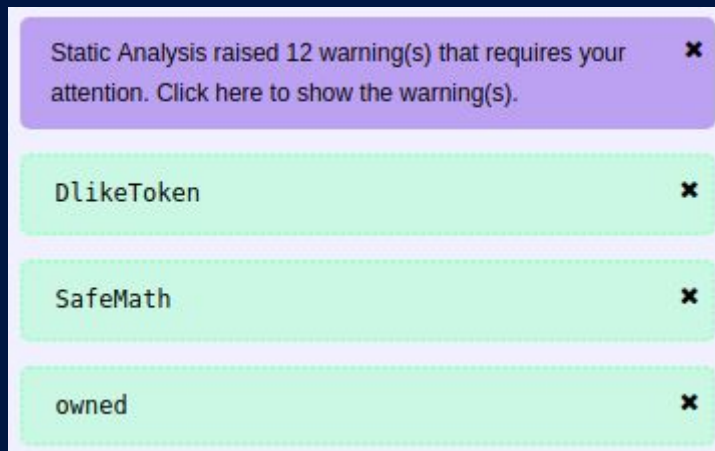 Static Analysis raised 12 warning(s) that requires your
attention. Click here to show the warning(s).
DlikeToken
SafeMath
owned